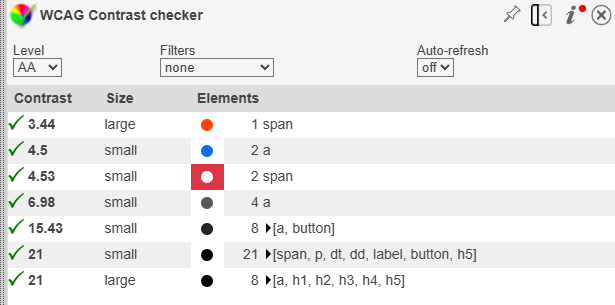 WCAG Contrast checker
Level Filters Auto-refresh
AA none off
Contrast Size Elements
3.44 large 1 span
4.5 small 2 a
4.53 small 2 span
6.98 small 4 a
15.43 small 8 [a, button]
21 small 21 [span, p, dt, dd, label, button, h5]
21 large 8 [a, h1, h2, h3, h4, h5]